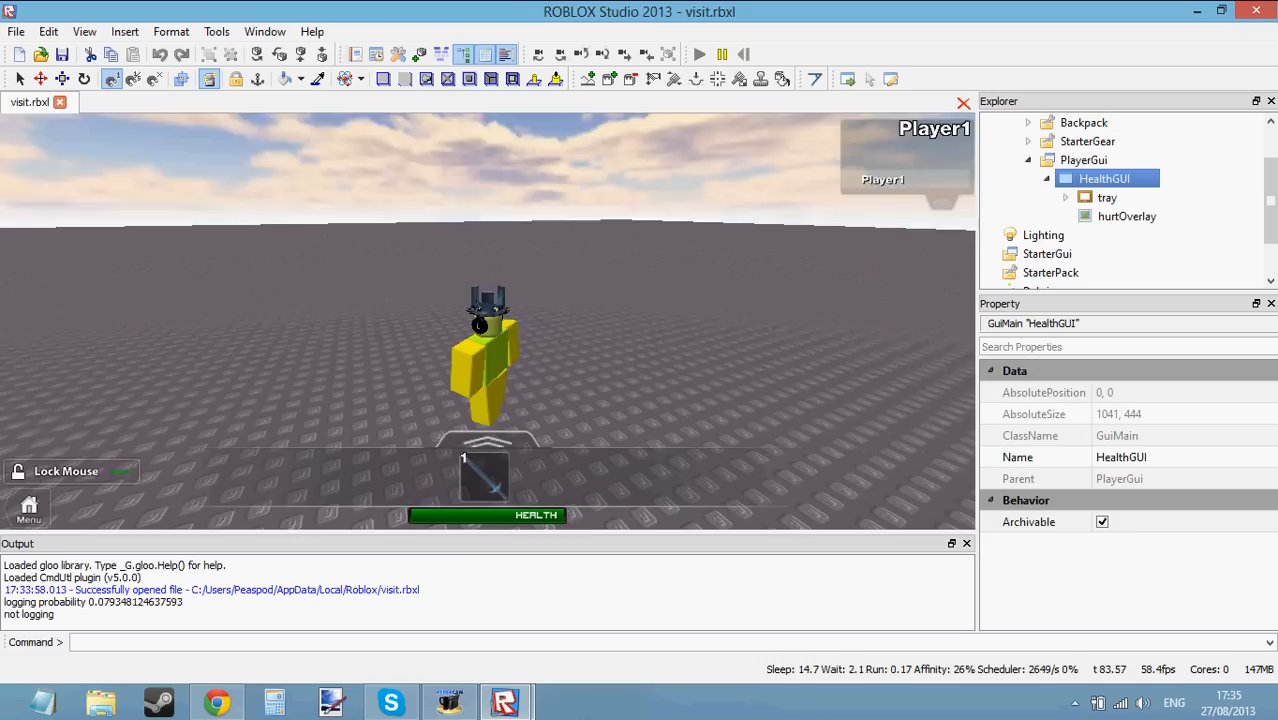 ROBLOX Studio 2013 - visit.rbxl
File Edit View Insert Format Tools Window Help
visit.rbxl
Player1
Player1
Lock Mouse
Menu
1
HEALTH
Explorer
Backpack
StarterGear
PlayerGui
HealthGUI
tray
hurtOverlay
Lighting
StarterGui
StarterPack
Property
GuiMain "HealthGUI"
Search Properties
Data
AbsolutePosition 0, 0
AbsoluteSize 1041, 444
ClassName GuiMain
Name HealthGUI
Parent PlayerGui
Behavior
Archivable
Output
Loaded gloo library. Type _G.gloo.Help() for help.
Loaded CmdUtl plugin (v5.0.0)
17:33:58.013 - Successfully opened file - C:/Users/Peaspod/AppData/Local/Roblox/visit.rbxl
logging probability 0.079348124637593
not logging
Command >
Sleep: 14.7 Wait: 2.1 Run: 0.17 Affinity: 26% Scheduler: 2649/s 0% t 83.57 58.4fps Cores: 0 147MB
ENG
17:35
27/08/2013